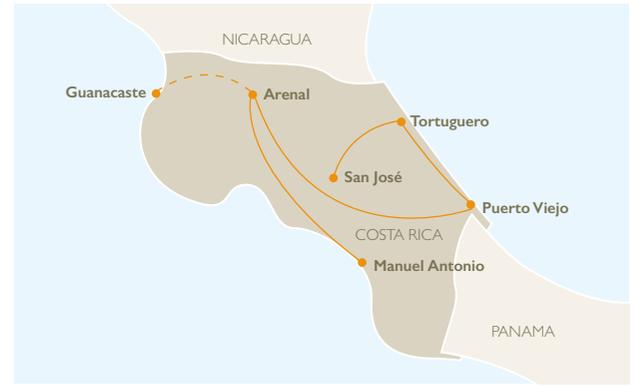 NICARAGUA
Guanacaste
Arenal
Tortuguero
San José
Puerto Viejo
COSTA RICA
Manuel Antonio
PANAMA